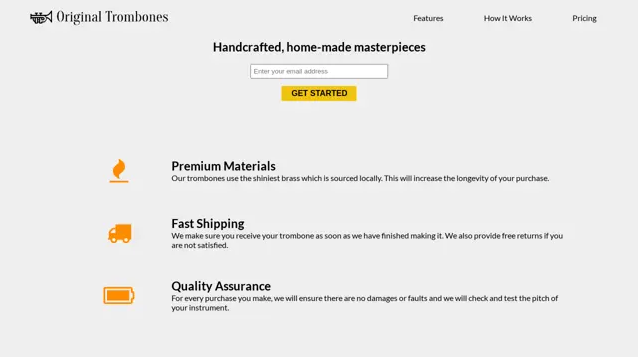 Original Trombones
Features
How It Works
Pricing
Handcrafted, home-made masterpieces
Enter your email address
GET STARTED
Premium Materials
Our trombones use the shiniest brass which is sourced locally. This will increase the longevity of your purchase.
Fast Shipping
We make sure you receive your trombone as soon as we have finished making it. We also provide free returns if you
are not satisfied.
Quality Assurance
For every purchase you make, we will ensure there are no damages or faults and we will check and test the pitch of
your instrument.